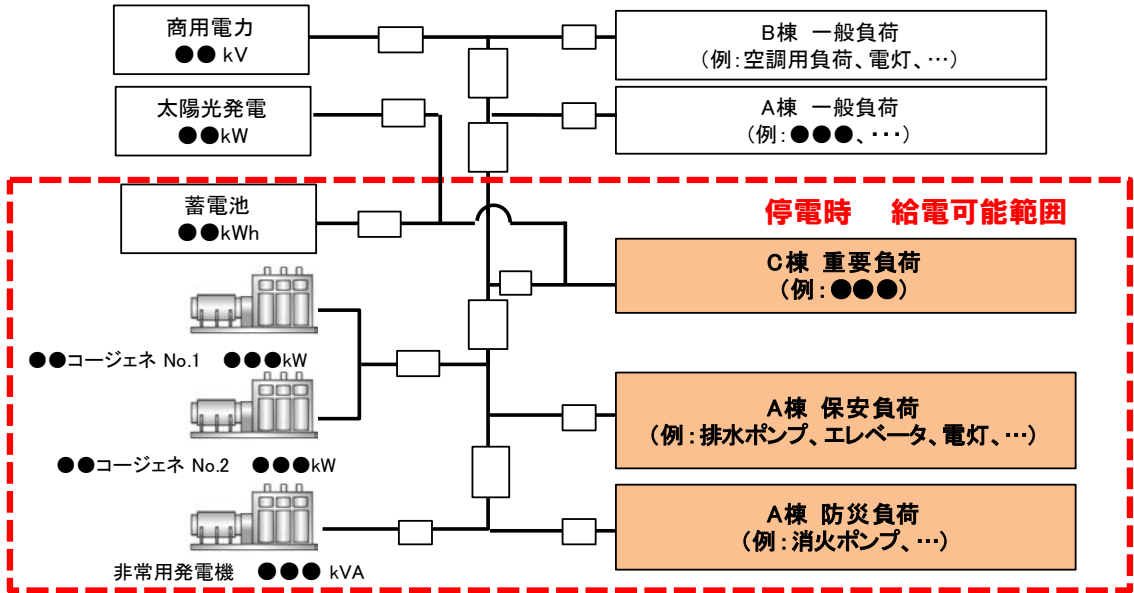 商用電力
●● kV
B棟 一般負荷
（例：空調用負荷、電灯、…）
太陽光発電
●●kW
A棟 一般負荷
（例：●●●、・・・）
蓄電池
●●kWh
停電時 給電可能範囲
C棟 重要負荷
（例：●●●）
●●コージェネ No.1 ●●●kW
A棟 保安負荷
（例：排水ポンプ、エレベータ、電灯、…）
●●コージェネ No.2 ●●●kW
A棟 防災負荷
（例：消火ポンプ、…）
非常用発電機 ●●● kVA